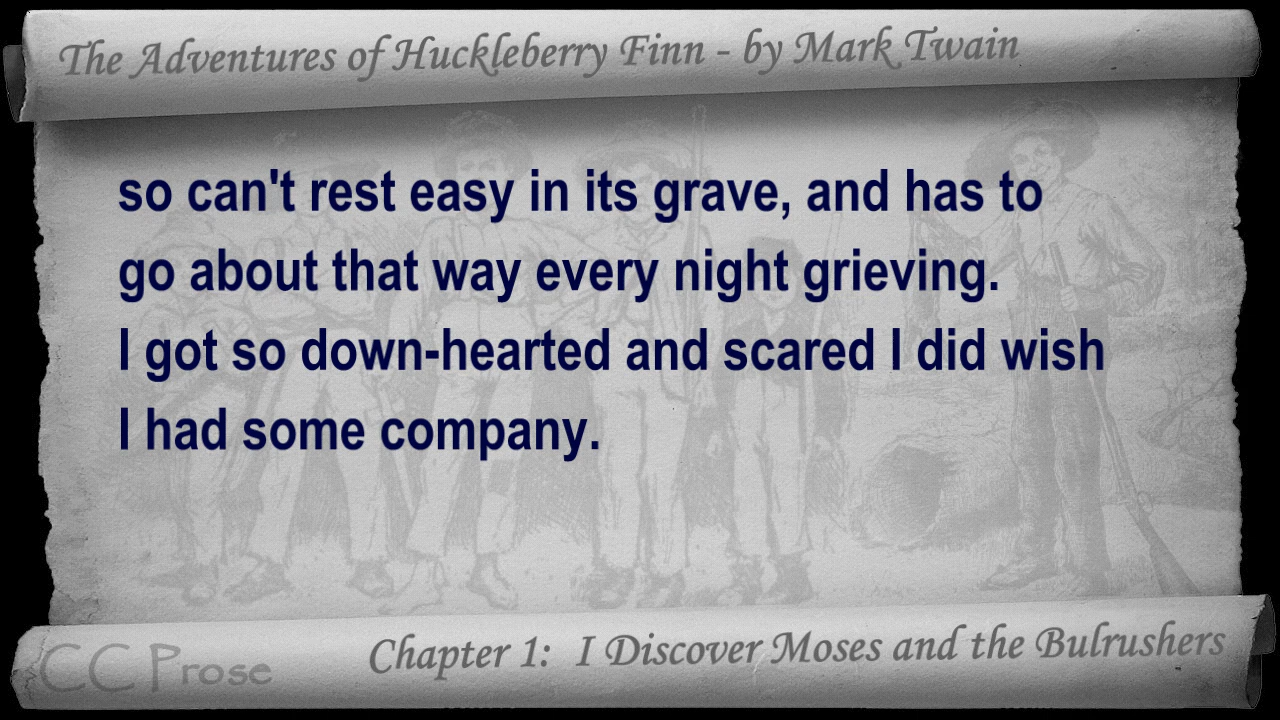 The Adventures of Huckleberry Finn - by Mark Twain
so can't rest easy in its grave, and has to
go about that way every night grieving.
I got so down-hearted and scared I did wish
I had some company.
Chapter 1: I Discover Moses and the Bulrushers
CC Prose